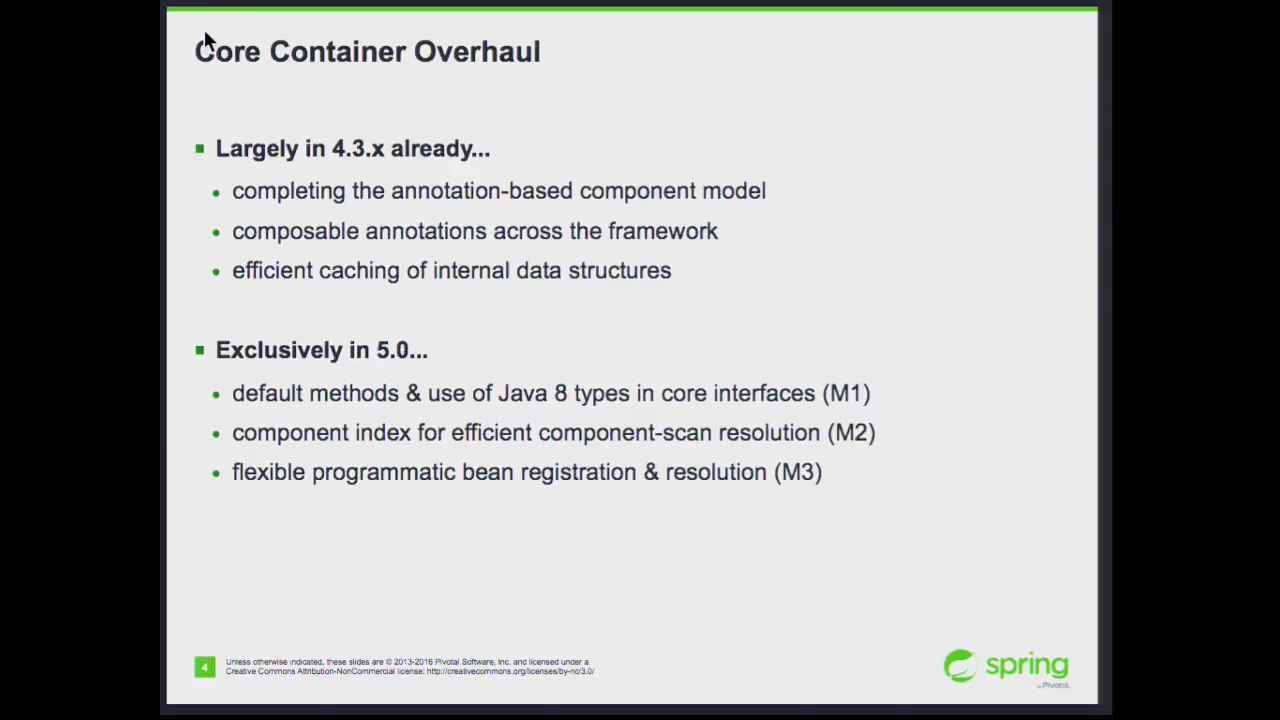 Core Container Overhaul
Largely in 4.3.x already...
completing the annotation-based component model
composable annotations across the framework
efficient caching of internal data structures
Exclusively in 5.0...
default methods & use of Java 8 types in core interfaces (M1)
component index for efficient component-scan resolution (M2)
flexible programmatic bean registration & resolution (M3)
4
Unless otherwise indicated, these slides are © 2013-2016 Pivotal Software, Inc. and licensed under a
Creative Commons Attribution-NonCommercial license: http://creativecommons.org/licenses/by-nc/3.0/
spring
by Pivotal.